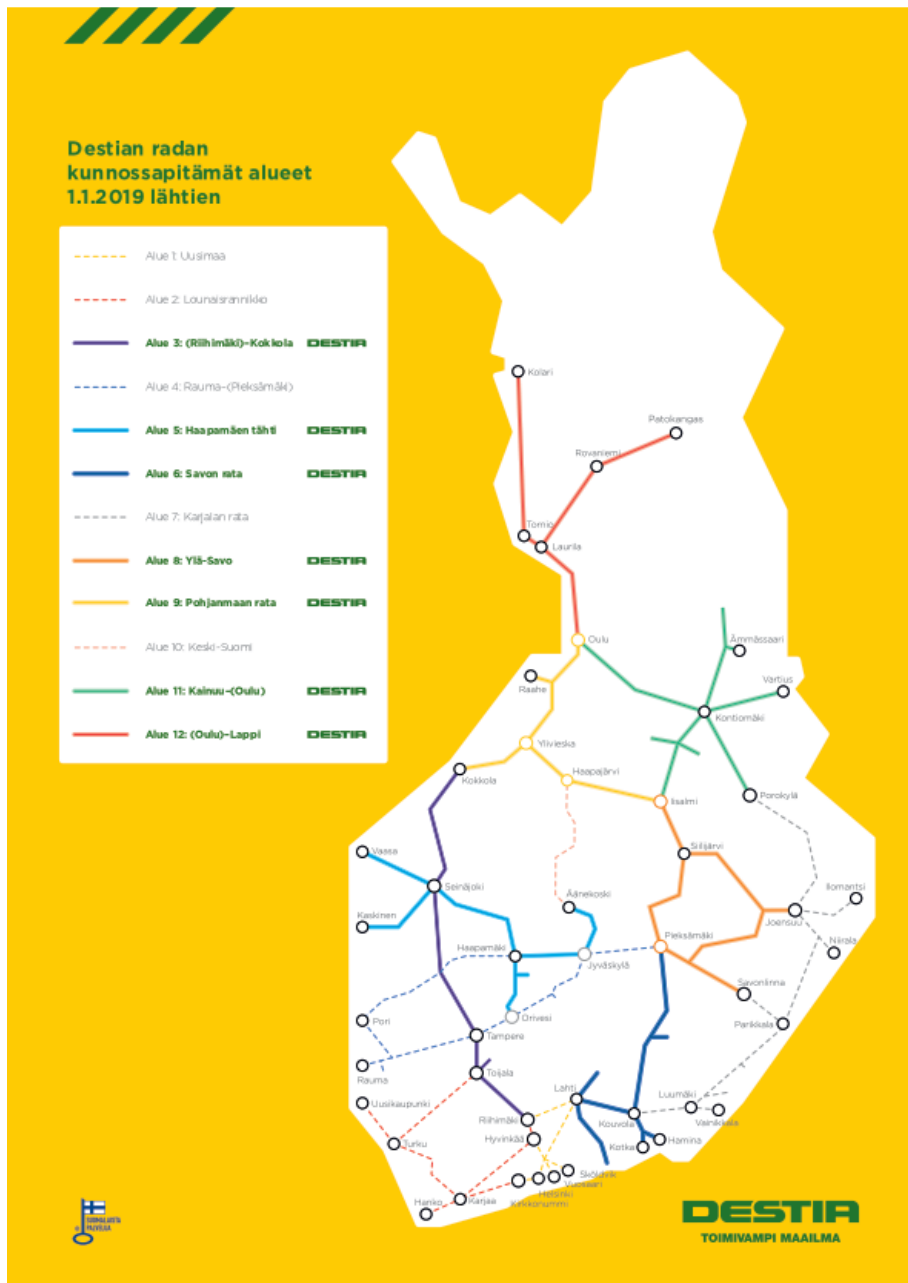 Destian radan
kunnossapitämät alueet
1.1.2019 lähtien
Alue 1: Uusimaa
Alue 2: Lounaisrannikko
Alue 3: (Riihimäki)-Kokkola DESTIA
Alue 4: Rauma-(Pieksämäki)
Alue 5: Haapamäen tähti DESTIA
Alue 6: Savon rata DESTIA
Alue 7: Karjalan rata
Alue 8: Ylä-Savo DESTIA
Alue 9: Pohjanmaan rata DESTIA
Alue 10: Keski-Suomi
Alue 11: Kainuu-(Oulu) DESTIA
Alue 12: (Oulu)-Lappi DESTIA
Kolari
Patokangas
Rovaniemi
Tornio
Laurila
Oulu
Ämmässaari
Raahe
Vartius
Kontiomäki
Ylivieska
Haapajärvi
Kokkola
Iisalmi
Porokylä
Vaasa
Siilijärvi
Seinäjoki
Ilomantsi
Äänekoski
Kaskinen
Joensuu
Pieksämäki
Haapamäki
Niirala
Jyväskylä
Savonlinna
Pori
Orivesi
Parikkala
Tampere
Rauma
Toijala
Lahti
Luumäki
Uusikaupunki
Riihimäki
Kouvola
Vainikkala
Turku
Hyvinkää
Kotka
Hamina
Sköldvik
Vuosaari
Helsinki
Kirkkonummi
Hanko
Karjaa
SUOMALAISTA
PALVELUA
DESTIA
TOIMIVAMPI MAAILMA